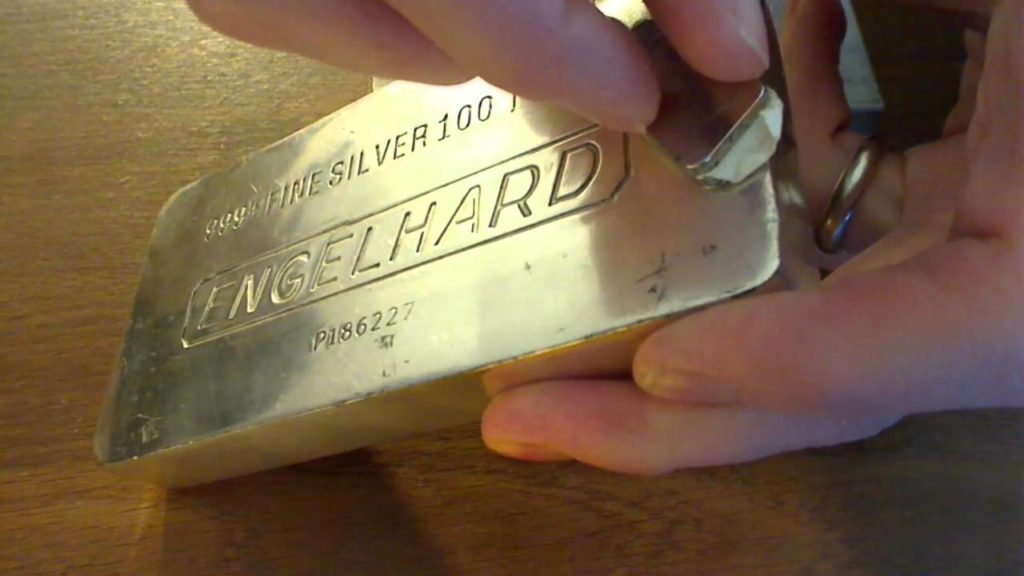 999+ FINE SILVER 100 T
ENGELHARD
P186227